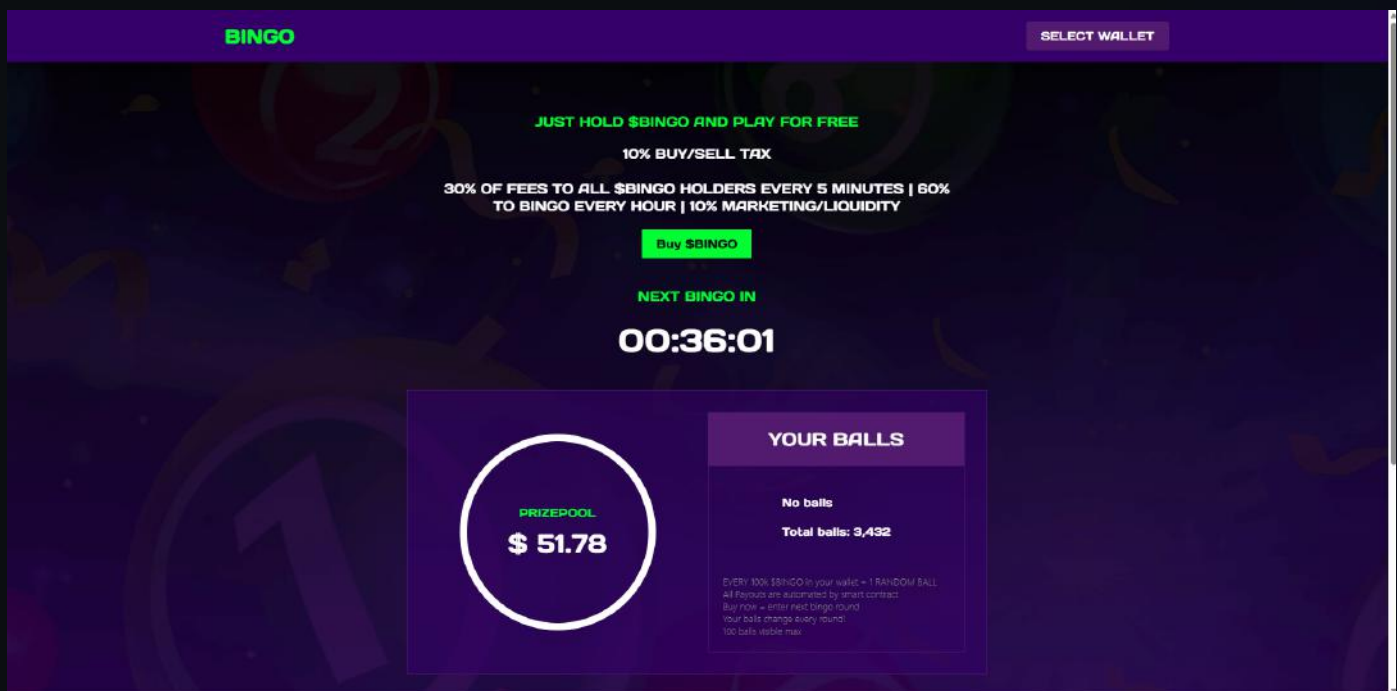 BINGO
SELECT WALLET
JUST HOLD $BINGO AND PLAY FOR FREE
10% BUY/SELL TAX
30% OF FEES TO ALL $BINGO HOLDERS EVERY 5 MINUTES | 60%
TO BINGO EVERY HOUR | 10% MARKETING/LIQUIDITY
Buy $BINGO
NEXT BINGO IN
00:36:01
PRIZEPOOL
$ 51.78
YOUR BALLS
No balls
Total balls: 3,432
EVERY 100k $BINGO in your wallet = 1 RANDOM BALL
All Payouts are automated by smart contract
Buy now = enter next bingo round
Your balls change every round!
100 balls visible max